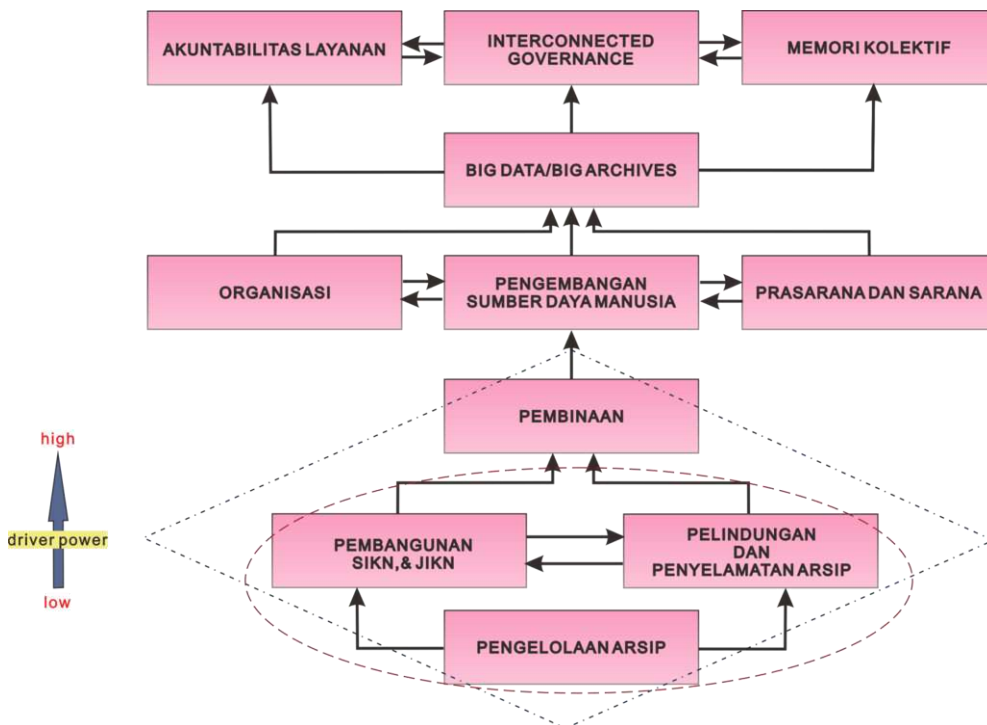 AKUNTABILITAS LAYANAN
INTERCONNECTED
GOVERNANCE
MEMORI KOLEKTIF
BIG DATA/BIG ARCHIVES
ORGANISASI
PENGEMBANGAN
SUMBER DAYA MANUSIA
PRASARANA DAN SARANA
PEMBINAAN
high
driver power
low
PEMBANGUNAN
SIKN,& JIKN
PELINDUNGAN
DAN
PENYELAMATAN ARSIP
PENGELOLAAN ARSIP